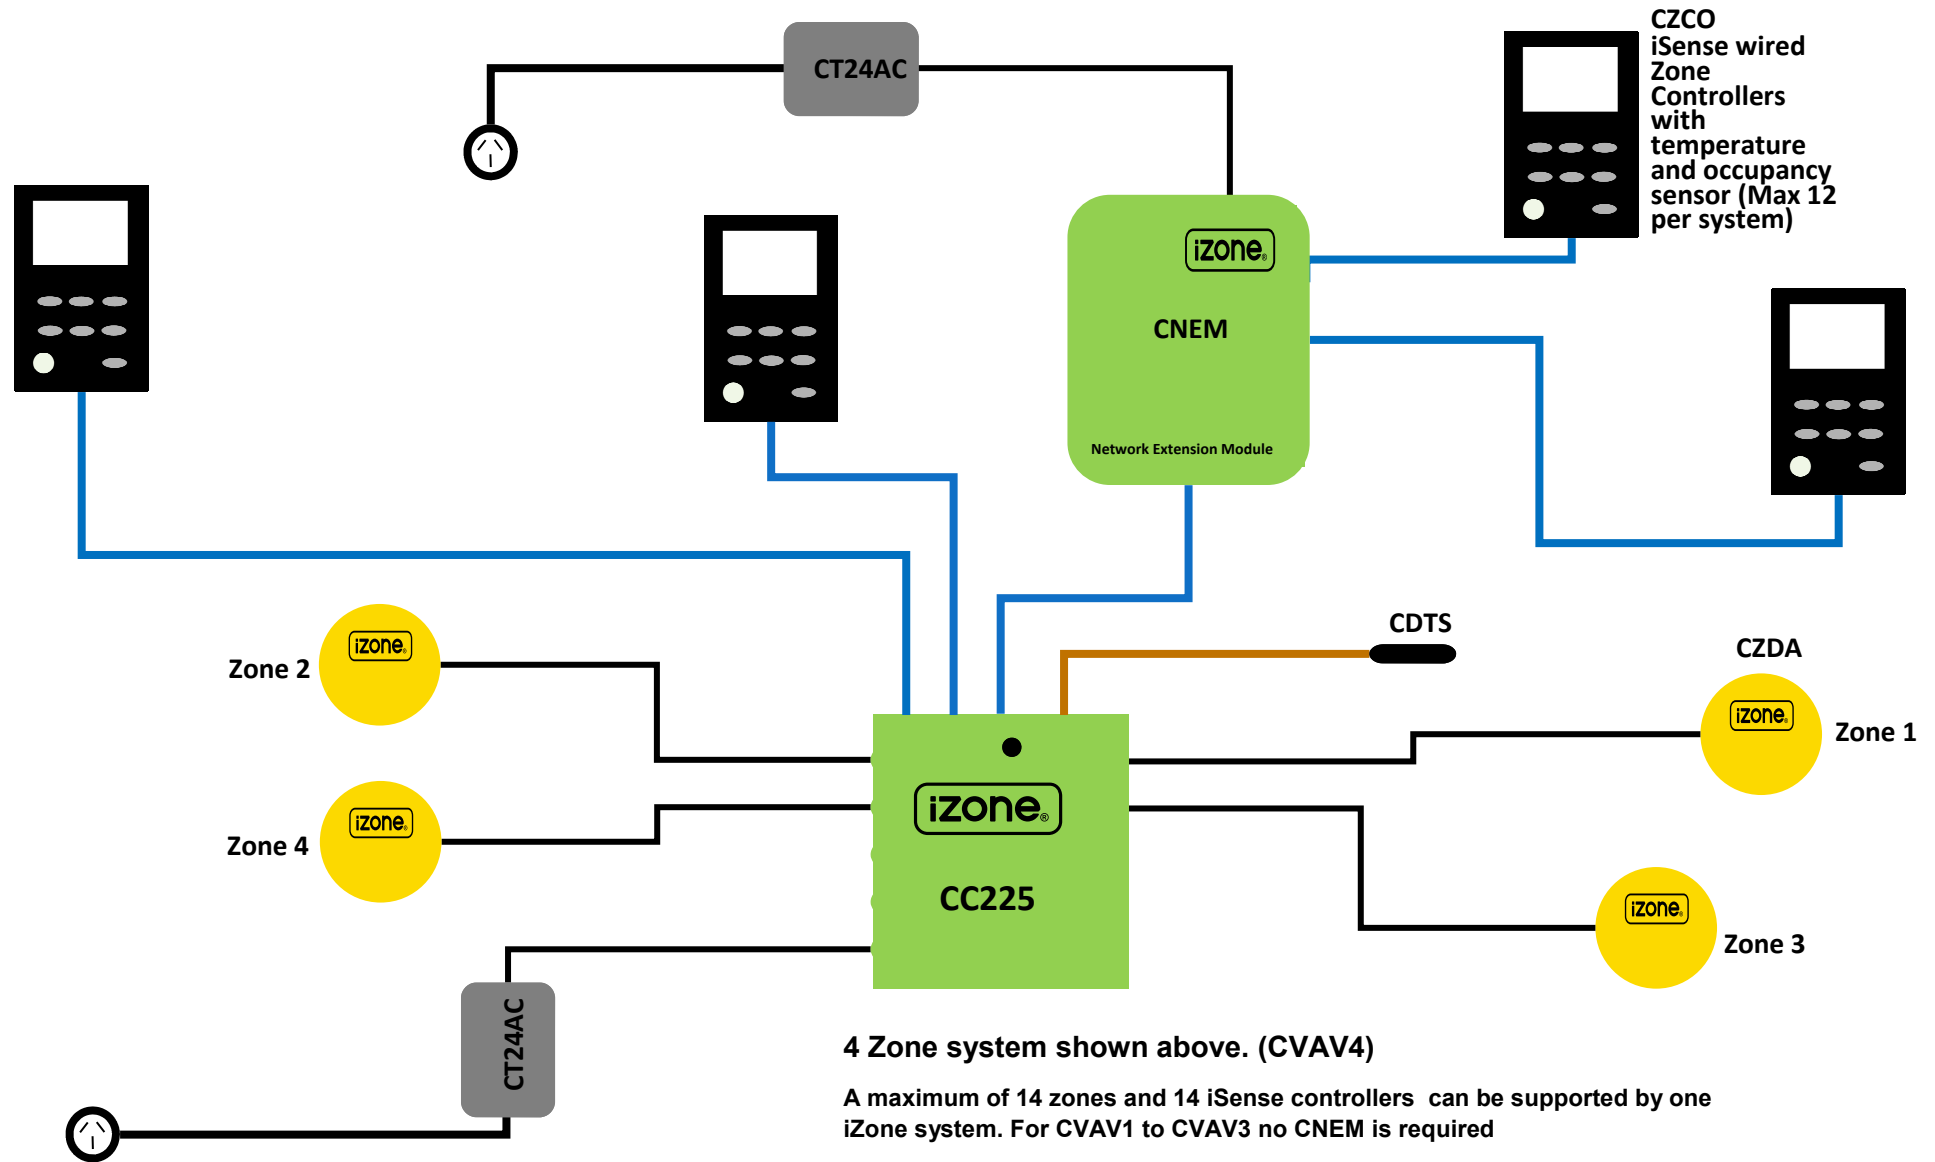 CZCO
iSense wired
Zone
Controllers
with
temperature
and occupancy
sensor (Max 12
per system)
CT24AC
izone®
CNEM
Network Extension Module
CDTS
CZDA
izone®
Zone 2
izone®
Zone 1
izone®
Zone 4
izone®
CC225
izone®
Zone 3
CT24AC
4 Zone system shown above. (CVAV4)
A maximum of 14 zones and 14 iSense controllers  can be supported by one
iZone system. For CVAV1 to CVAV3 no CNEM is required
izone®